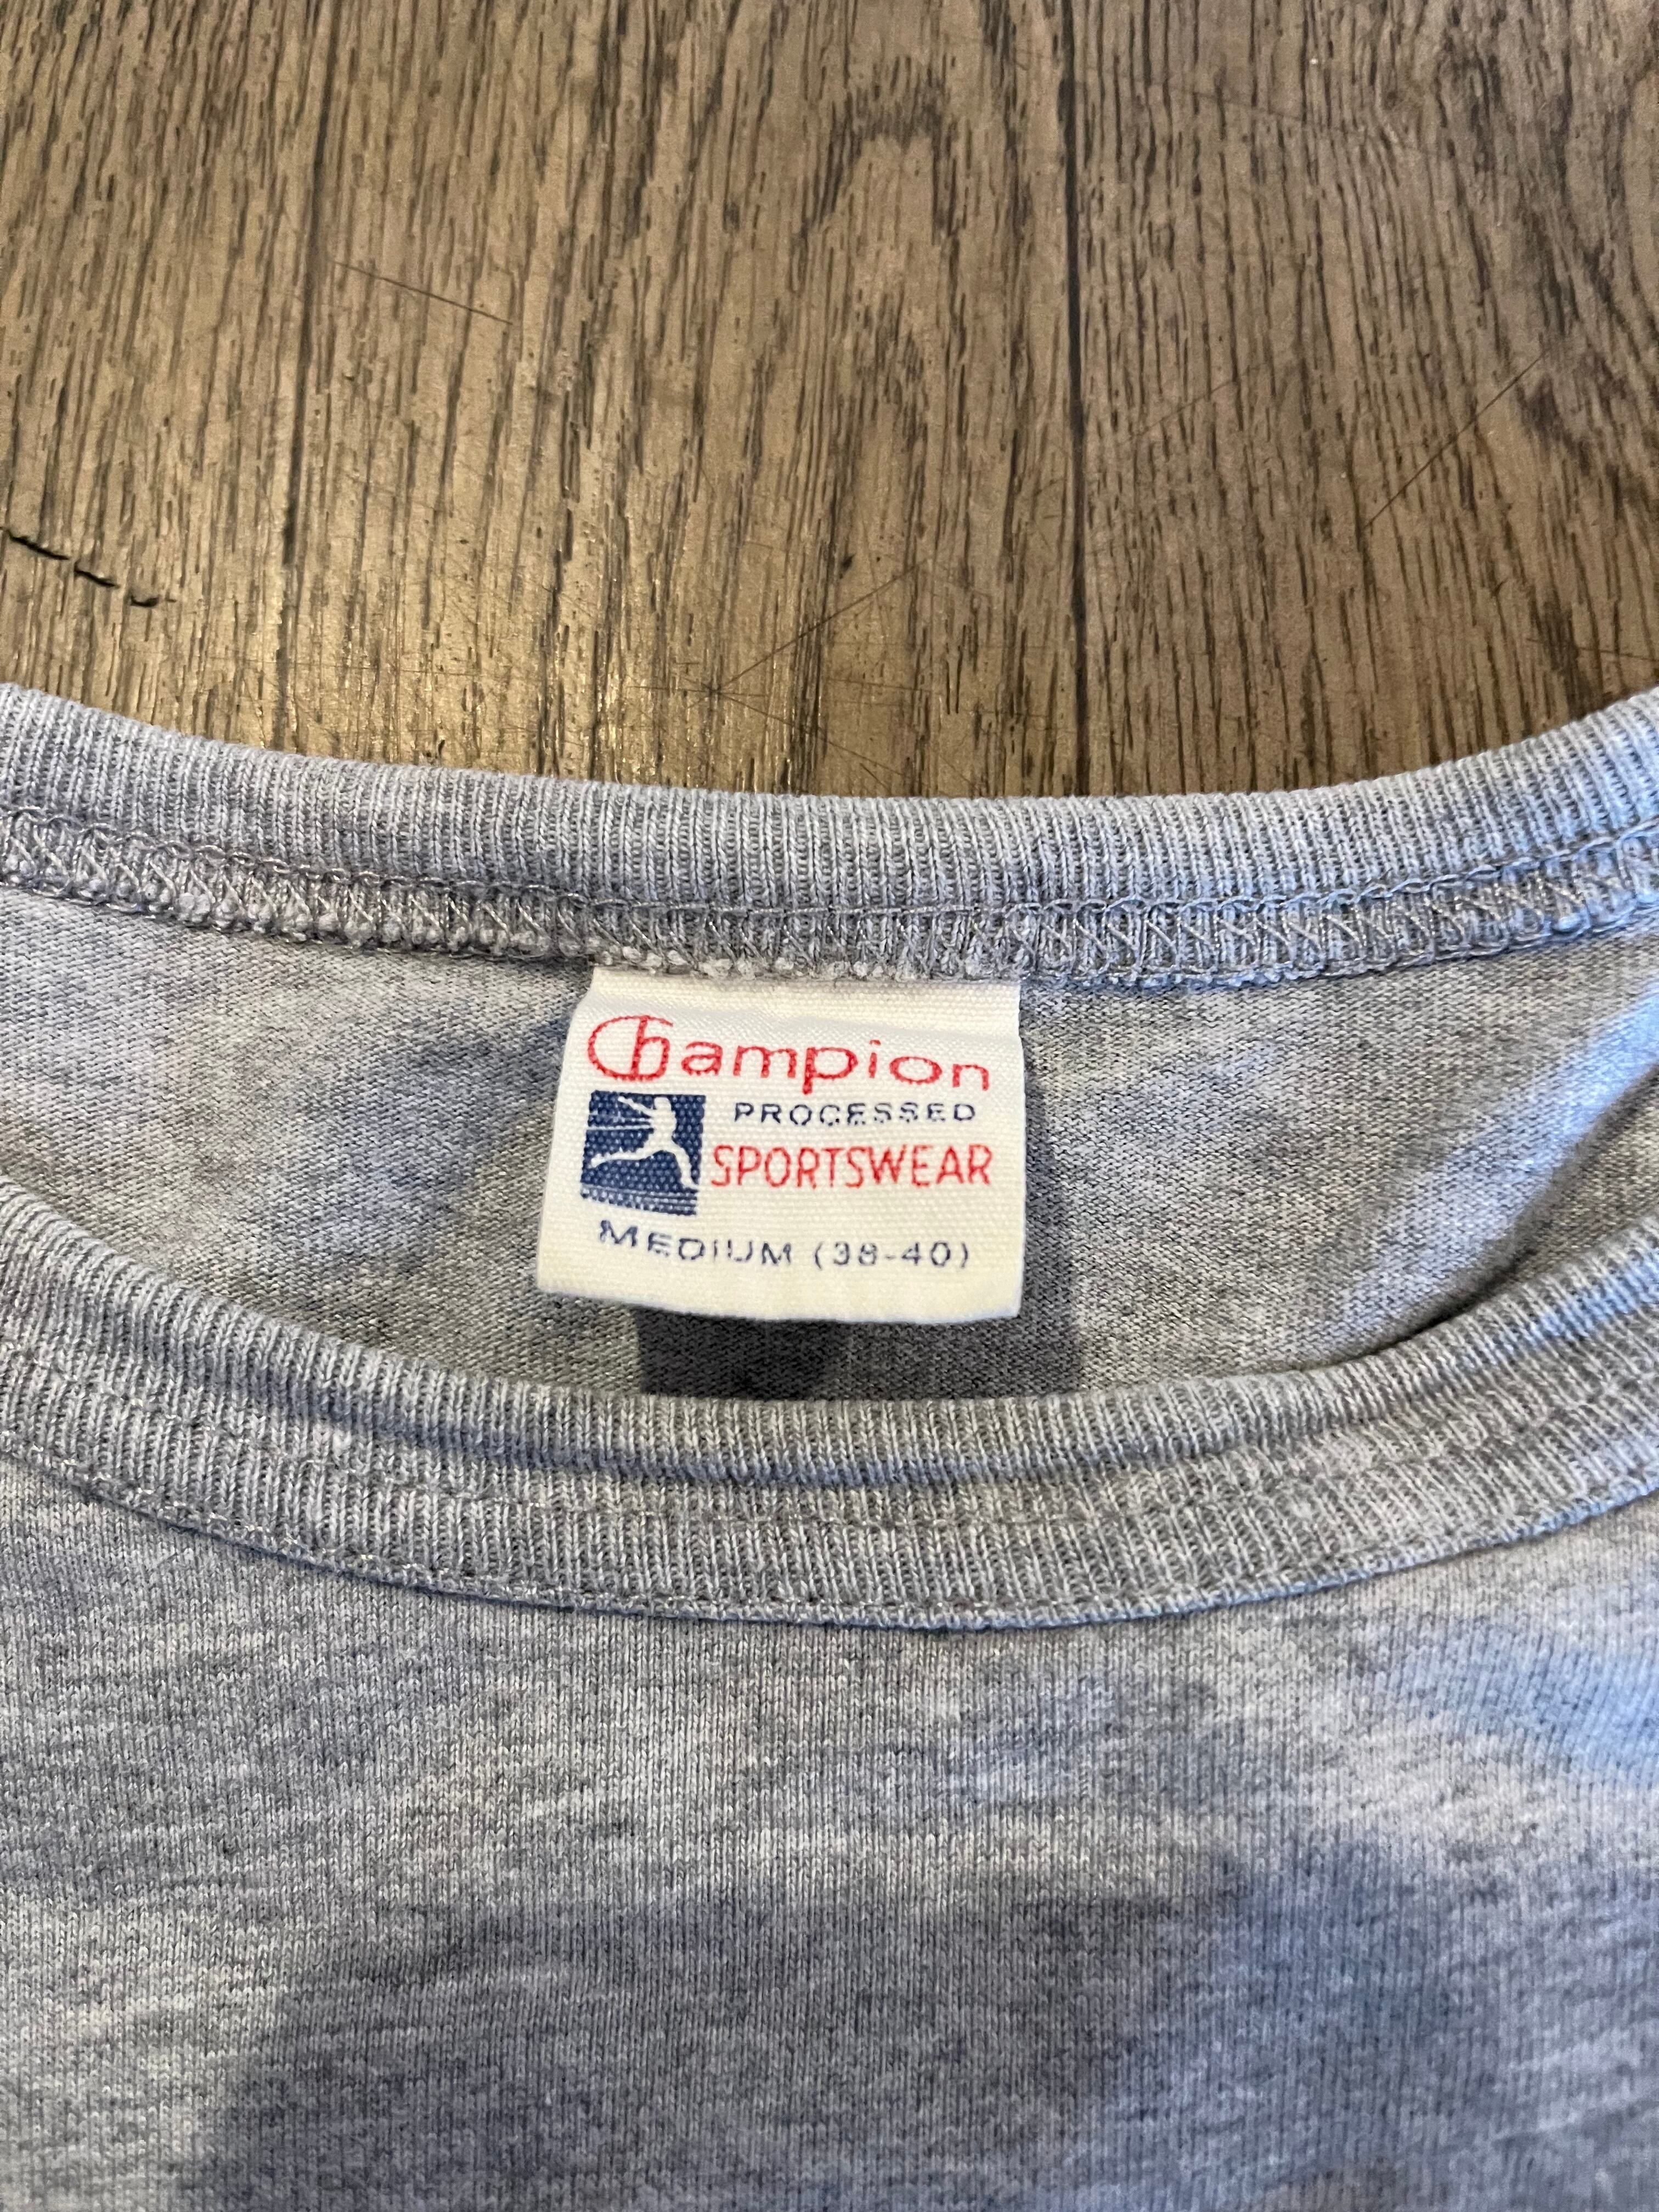 Champion
PROCESSED
SPORTSWEAR
MEDIUM (38-40)